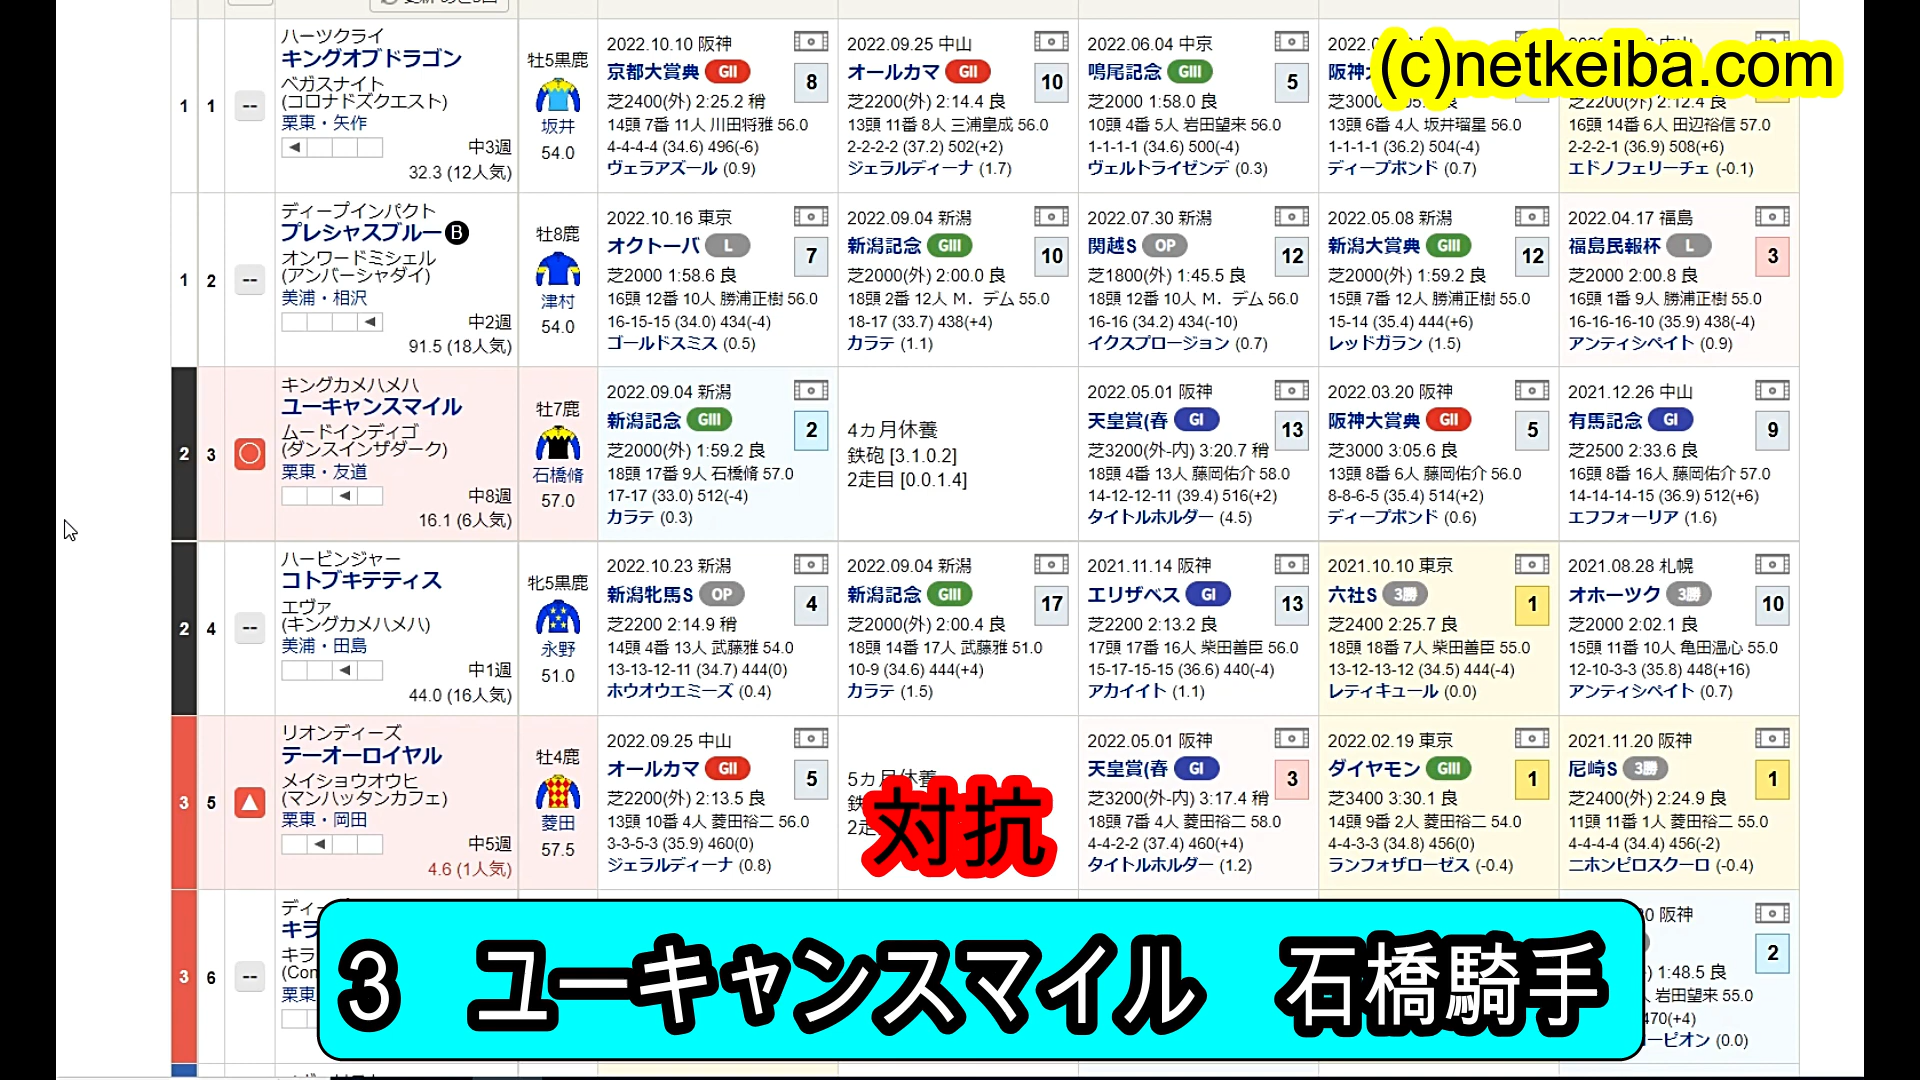 (c)netkeiba.com
1 1 --
ハーツクライ
キングオブドラゴン
ベガスナイト
(コロナドズクエスト)
栗東・矢作
中3週
32.3 (12人気)
牡5黒鹿
坂井
54.0
2022.10.10 阪神
京都大賞典 GII 8
芝2400(外) 2:25.2 稍
14頭 7番 11人 川田将雅 56.0
4-4-4-4 (34.6) 496(-6)
ヴェラアズール (0.9)
2022.09.25 中山
オールカマ GII 10
芝2200(外) 2:14.4 良
13頭 11番 8人 三浦皇成 56.0
2-2-2-2 (37.2) 502(+2)
ジェラルディーナ (1.7)
2022.06.04 中京
鳴尾記念 GIII 5
芝2000 1:58.0 良
10頭 4番 5人 岩田望来 56.0
1-1-1-1 (34.6) 500(-4)
ヴェルトライゼンデ (0.3)
13頭 6番 4人 坂井瑠星 56.0
1-1-1-1 (36.2) 504(-4)
ディープボンド (0.7)
芝2200(外) 2:12.4 良
16頭 14番 6人 田辺裕信 57.0
2-2-2-1 (36.9) 508(+6)
エドノフェリーチェ (-0.1)
1 2 --
ディープインパクト
プレシャスブルー B
オンワードミシェル
(アンバーシャダイ)
美浦・相沢
中2週
91.5 (18人気)
牡8鹿
津村
54.0
2022.10.16 東京
オクトーバ L 7
芝2000 1:58.6 良
16頭 12番 10人 勝浦正樹 56.0
16-15-15 (34.0) 434(-4)
ゴールドスミス (0.5)
2022.09.04 新潟
新潟記念 GIII 10
芝2000(外) 2:00.0 良
18頭 2番 12人 M．デム 55.0
18-17 (33.7) 438(+4)
カラテ (1.1)
2022.07.30 新潟
関越S OP 12
芝1800(外) 1:45.5 良
18頭 12番 10人 M．デム 56.0
16-16 (34.2) 434(-10)
イクスプロージョン (0.7)
2022.05.08 新潟
新潟大賞典 GIII 12
芝2000(外) 1:59.2 良
15頭 7番 12人 勝浦正樹 55.0
15-14 (35.4) 444(+6)
レッドガラン (1.5)
2022.04.17 福島
福島民報杯 L 3
芝2000 2:00.8 良
16頭 1番 9人 勝浦正樹 55.0
16-16-16-10 (35.9) 438(-4)
アンティシペイト (0.9)
2 3
キングカメハメハ
ユーキャンスマイル
ムードインディゴ
(ダンスインザダーク)
栗東・友道
中8週
16.1 (6人気)
牡7鹿
石橋脩
57.0
2022.09.04 新潟
新潟記念 GIII 2
芝2000(外) 1:59.2 良
18頭 17番 9人 石橋脩 57.0
17-17 (33.0) 512(-4)
カラテ (0.3)
4ヵ月休養
鉄砲 [3.1.0.2]
2走目 [0.0.1.4]
2022.05.01 阪神
天皇賞(春 GI 13
芝3200(外-内) 3:20.7 稍
18頭 4番 13人 藤岡佑介 58.0
14-12-12-11 (39.4) 516(+2)
タイトルホルダー (4.5)
2022.03.20 阪神
阪神大賞典 GII 5
芝3000 3:05.6 良
13頭 8番 6人 藤岡佑介 56.0
8-8-6-5 (35.4) 514(+2)
ディープボンド (0.6)
2021.12.26 中山
有馬記念 GI 9
芝2500 2:33.6 良
16頭 8番 16人 藤岡佑介 57.0
14-14-14-15 (36.9) 512(+6)
エフフォーリア (1.6)
2 4 --
ハービンジャー
コトブキテティス
エヴァ
(キングカメハメハ)
美浦・田島
中1週
44.0 (16人気)
牝5黒鹿
永野
51.0
2022.10.23 新潟
新潟牝馬S OP 4
芝2200 2:14.9 稍
14頭 4番 13人 武藤雅 54.0
13-13-12-11 (34.7) 444(0)
ホウオウエミーズ (0.4)
2022.09.04 新潟
新潟記念 GIII 17
芝2000(外) 2:00.4 良
18頭 14番 17人 武藤雅 51.0
10-9 (34.6) 444(+4)
カラテ (1.5)
2021.11.14 阪神
エリザベス GI 13
芝2200 2:13.2 良
17頭 17番 16人 柴田善臣 56.0
15-17-15-15 (36.6) 440(-4)
アカイイト (1.1)
2021.10.10 東京
六社S 3勝 1
芝2400 2:25.7 良
18頭 18番 7人 柴田善臣 55.0
13-12-13-12 (34.5) 444(-4)
レティキュール (0.0)
2021.08.28 札幌
オホーツク 3勝 10
芝2000 2:02.1 良
15頭 11番 10人 亀田温心 55.0
12-10-3-3 (35.8) 448(+16)
アンティシペイト (0.7)
3 5
リオンディーズ
テーオーロイヤル
メイショウオウヒ
(マンハッタンカフェ)
栗東・岡田
中5週
4.6 (1人気)
牡4鹿
菱田
57.5
2022.09.25 中山
オールカマ GII 5
芝2200(外) 2:13.5 良
13頭 10番 4人 菱田裕二 56.0
3-3-5-3 (35.9) 460(0)
ジェラルディーナ (0.8)
5ヵ月休養
対抗
2022.05.01 阪神
天皇賞(春 GI 3
芝3200(外-内) 3:17.4 稍
18頭 7番 4人 菱田裕二 58.0
4-4-2-2 (37.4) 460(+4)
タイトルホルダー (1.2)
2022.02.19 東京
ダイヤモン GIII 1
芝3400 3:30.1 良
14頭 9番 2人 菱田裕二 54.0
4-4-3-3 (34.8) 456(0)
ランフォザローゼス (-0.4)
2021.11.20 阪神
尼崎S 3勝 1
芝2400(外) 2:24.9 良
11頭 11番 1人 菱田裕二 55.0
4-4-4-4 (34.4) 456(-2)
ニホンピロスクーロ (-0.4)
3 6 --
阪神
2
1:48.5 良
岩田望来 55.0
470(+4)
ーピオン (0.0)
3 ユーキャンスマイル 石橋騎手